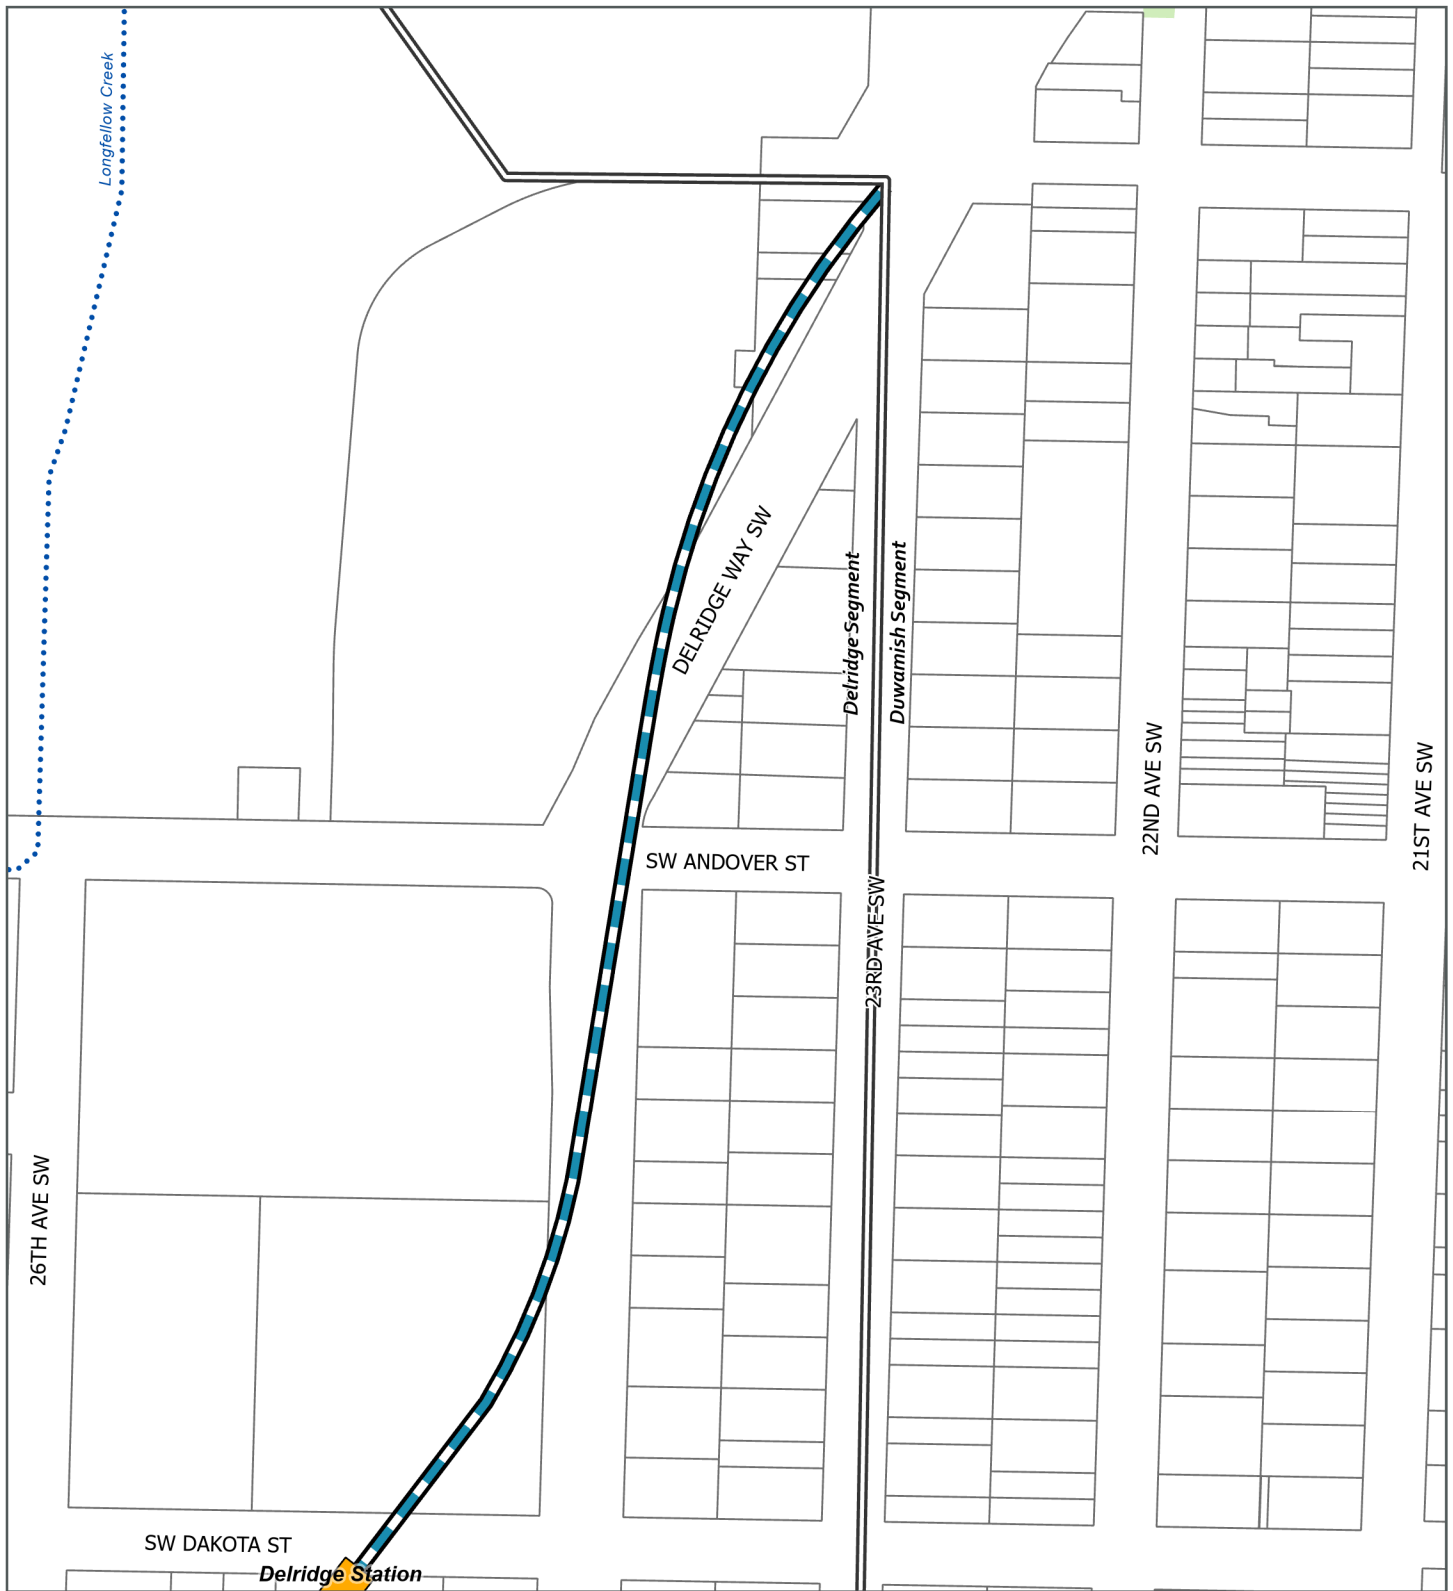 Longfellow Creek
DELRIDGE WAY SW
Delridge Segment
Duwamish Segment
22ND AVE SW
21ST AVE SW
SW ANDOVER ST
23RD AVE SW
26TH AVE SW
SW DAKOTA ST
Delridge Station